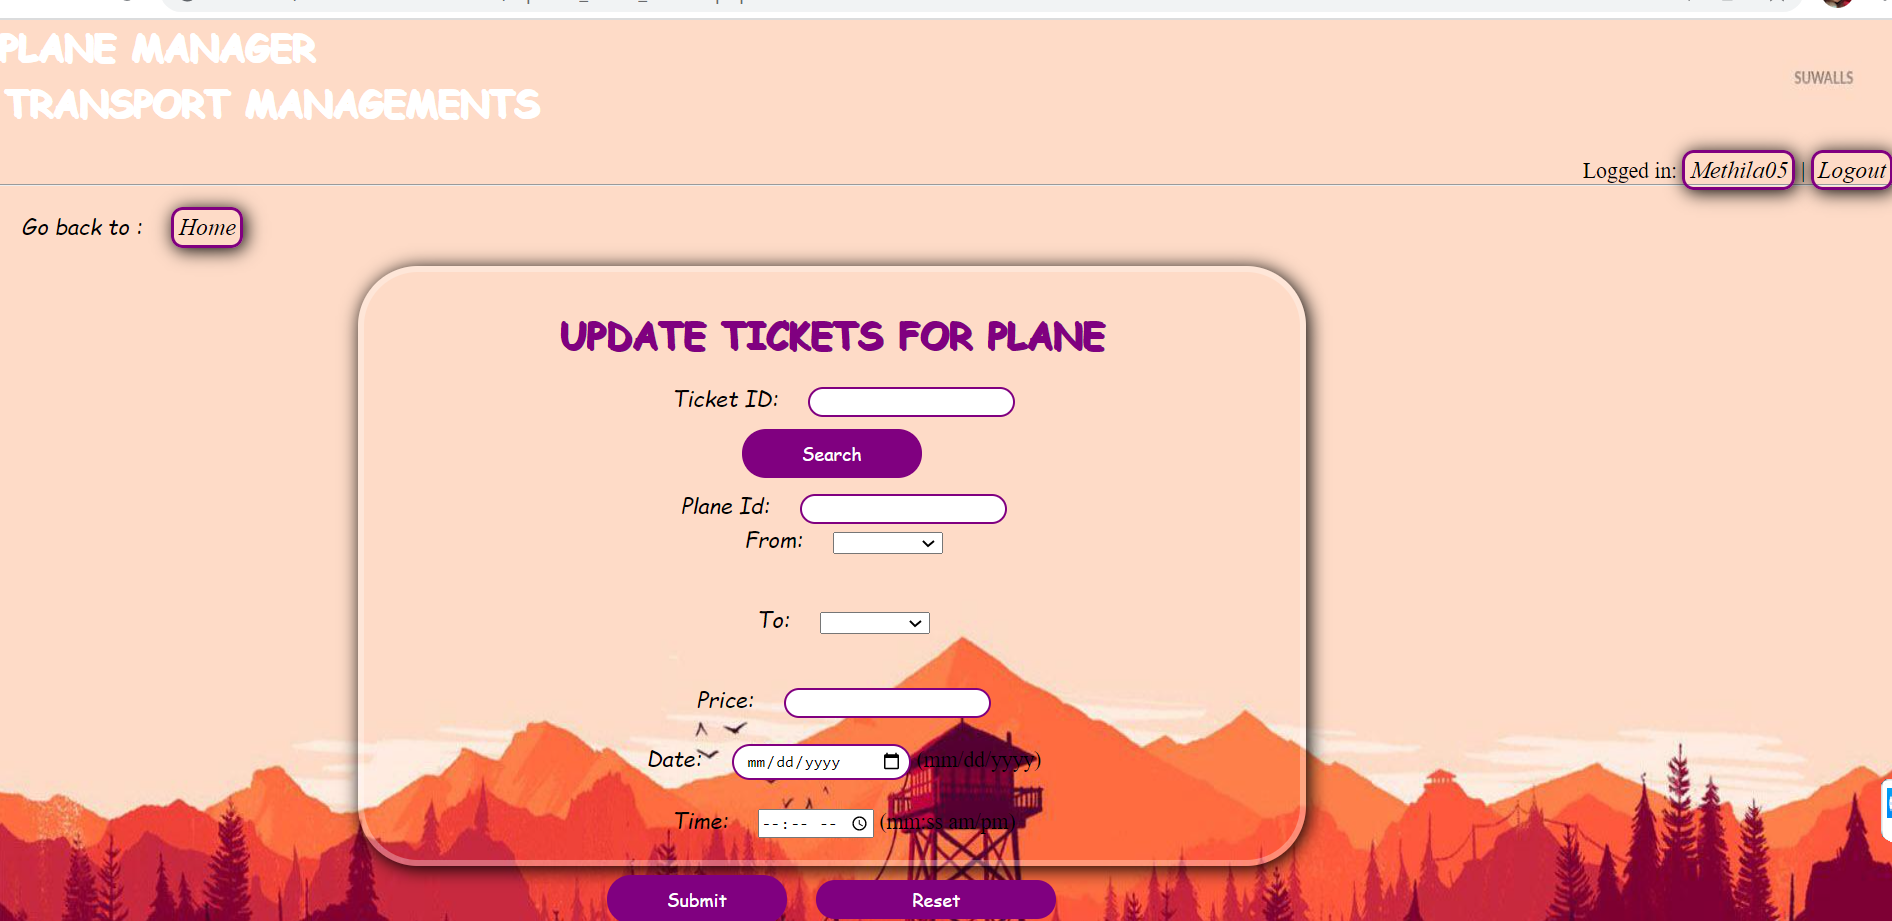 PLANE MANAGER
TRANSPORT MANAGEMENTS
SUWALLS
Logged in: Methila05 | Logout
Go back to : Home
UPDATE TICKETS FOR PLANE
Ticket ID:
Search
Plane Id:
From:
To:
Price:
Date: mm/dd/yyyy (mm/dd/yyyy)
Time: --:-- -- (mm:ss am/pm)
Submit Reset